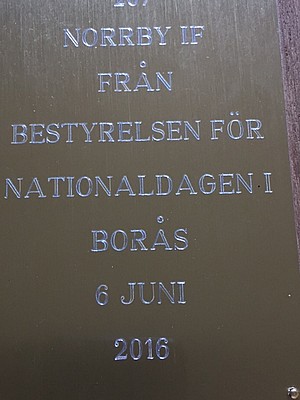 NORRBY IF
FRÅN
BESTYRELSEN FÖR
NATIONALDAGEN I
BORÅS
6 JUNI
2016